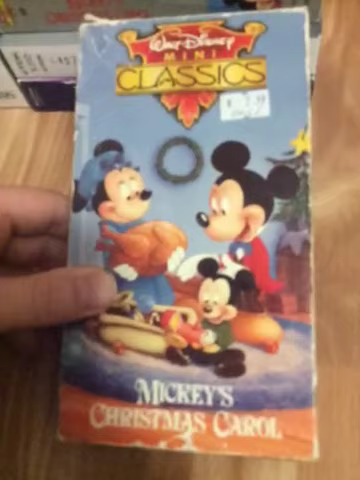 Walt Disney
MINI
CLASSICS
MICKEY'S
CHRISTMAS CAROL